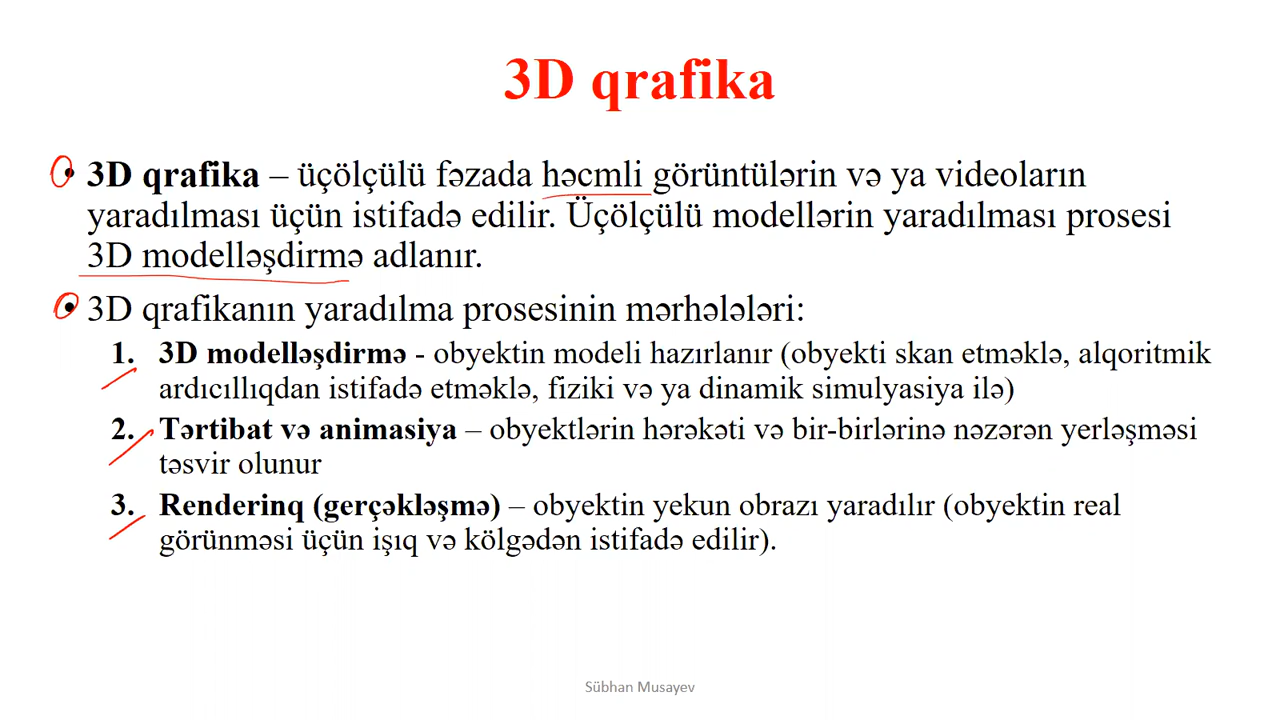 3D qrafika
• 3D qrafika – üçölçülü fəzada həcmli görüntülərin və ya videoların
yaradılması üçün istifadə edilir. Üçölçülü modellərin yaradılması prosesi
3D modelləşdirmə adlanır.
• 3D qrafikanın yaradılma prosesinin mərhələləri:
1. 3D modelləşdirmə - obyektin modeli hazırlanır (obyekti skan etməklə, alqoritmik
ardıcıllıqdan istifadə etməklə, fiziki və ya dinamik simulyasiya ilə)
2. Tərtibat və animasiya – obyektlərin hərəkəti və bir-birlərinə nəzərən yerləşməsi
təsvir olunur
3. Renderinq (gerçəkləşmə) – obyektin yekun obrazı yaradılır (obyektin real
görünməsi üçün işıq və kölgədən istifadə edilir).
Sübhan Musayev